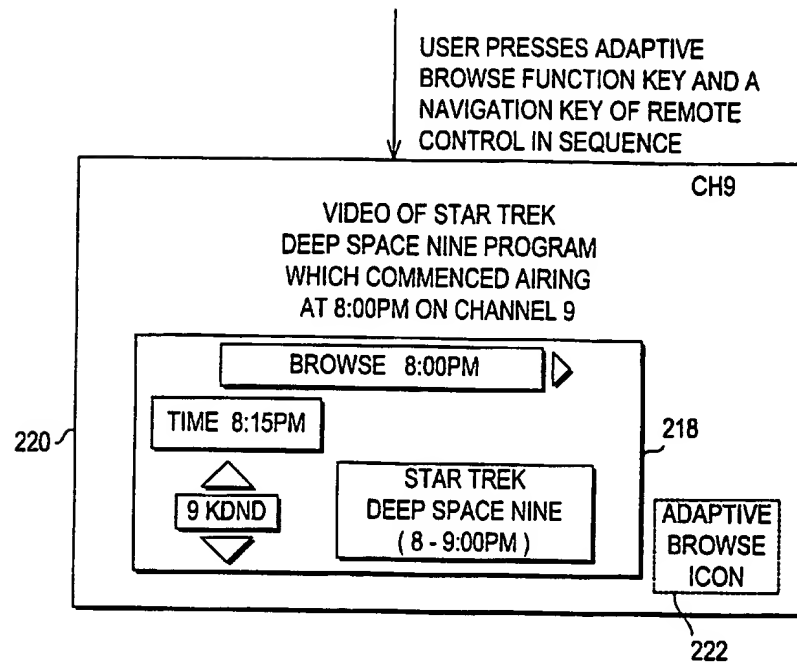 USER PRESSES ADAPTIVE
BROWSE FUNCTION KEY AND A
NAVIGATION KEY OF REMOTE
CONTROL IN SEQUENCE
CH9
VIDEO OF STAR TREK
DEEP SPACE NINE PROGRAM
WHICH COMMENCED AIRING
AT 8:00PM ON CHANNEL 9
BROWSE 8:00PM
TIME 8:15PM
220
218
9 KDND
STAR TREK
DEEP SPACE NINE
( 8 - 9:00PM )
ADAPTIVE
BROWSE
ICON
222